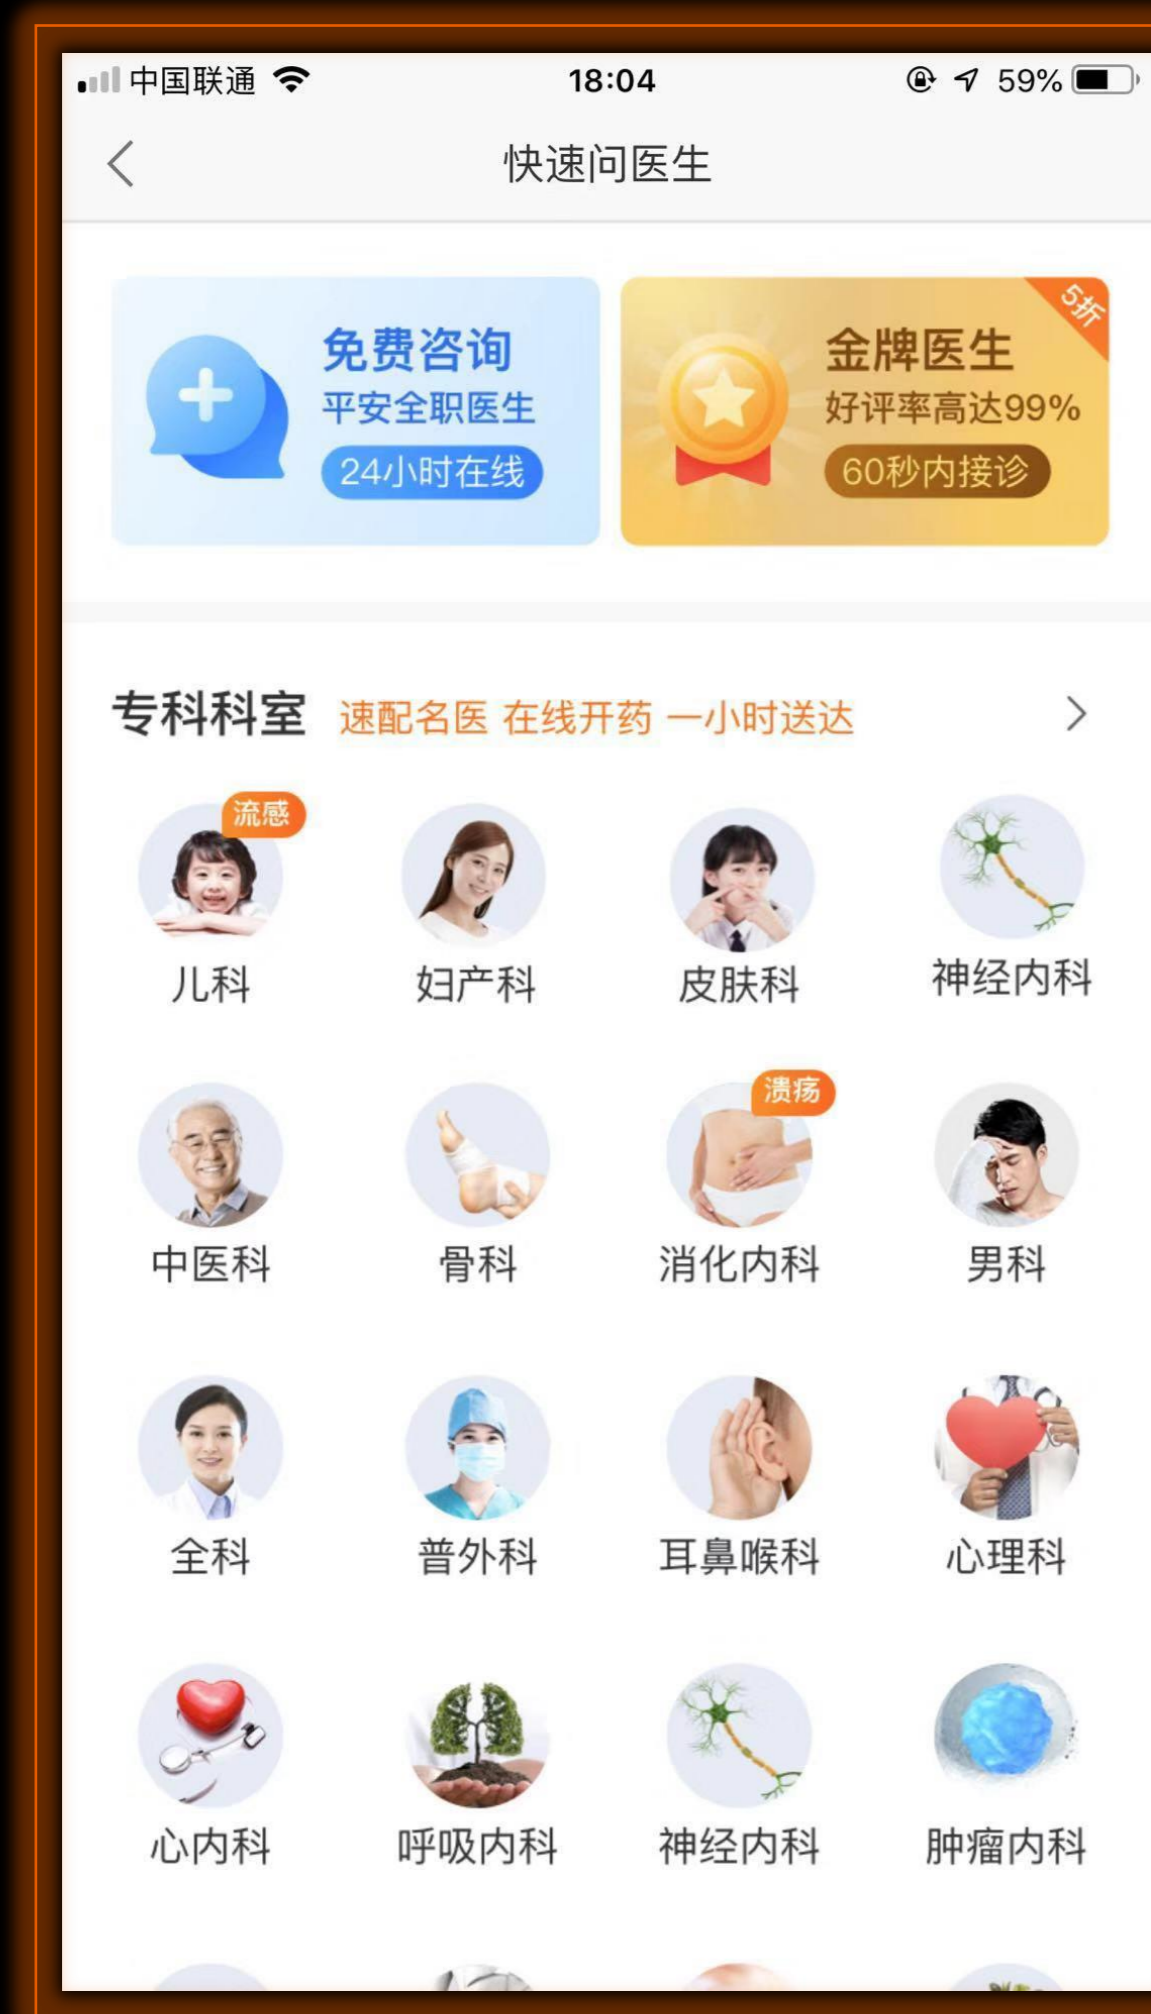 中国联通 18:04 59%
快速问医生
免费咨询
平安全职医生
24小时在线
5折
金牌医生
好评率高达99%
60秒内接诊
专科科室 速配名医 在线开药 一小时送达
流感
儿科 妇产科 皮肤科 神经内科
溃疡
中医科 骨科 消化内科 男科
全科 普外科 耳鼻喉科 心理科
心内科 呼吸内科 神经内科 肿瘤内科